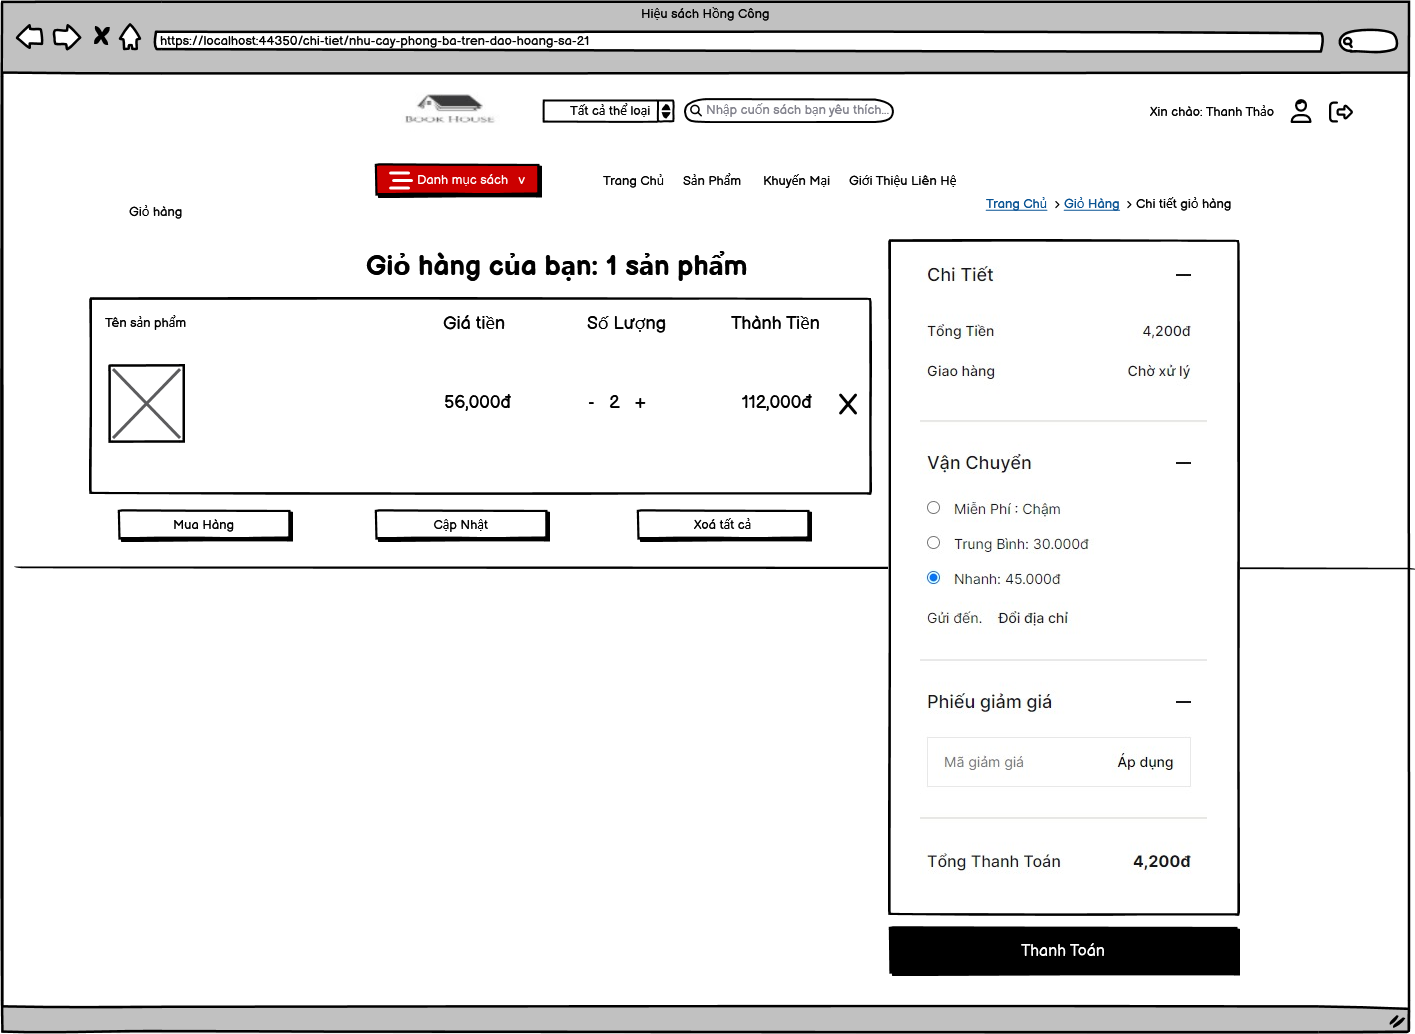 Hiệu sách Hồng Công
https://localhost:44350/chi-tiet/nhu-cay-phong-ba-tren-dao-hoang-sa-21
BOOK HOUSE
Tất cả thể loại
Nhập cuốn sách bạn yêu thích...
Xin chào: Thanh Thảo
Danh mục sách v
Trang Chủ Sản Phẩm Khuyến Mại Giới Thiệu Liên Hệ
Trang Chủ > Giỏ Hàng > Chi tiết giỏ hàng
Giỏ hàng
Giỏ hàng của bạn: 1 sản phẩm
Tên sản phẩm Giá tiền Số Lượng Thành Tiền
56,000đ - 2 + 112,000đ X
Mua Hàng Cập Nhật Xoá tất cả
Chi Tiết
Tổng Tiền 4,200đ
Giao hàng Chờ xử lý
Vận Chuyển
Miễn Phí : Chậm
Trung Bình: 30.000đ
Nhanh: 45.000đ
Gửi đến. Đổi địa chỉ
Phiếu giảm giá
Mã giảm giá Áp dụng
Tổng Thanh Toán 4,200đ
Thanh Toán